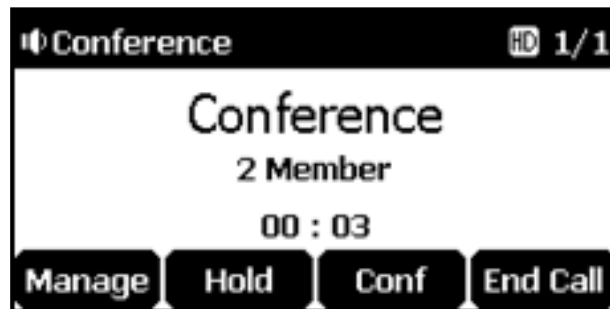 Conference HD 1/1
Conference
2 Member
00 : 03
Manage Hold Conf End Call